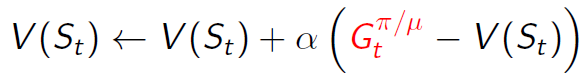 V(S_t) ← V(S_t) + α ( G_t^{π/μ} − V(S_t) )